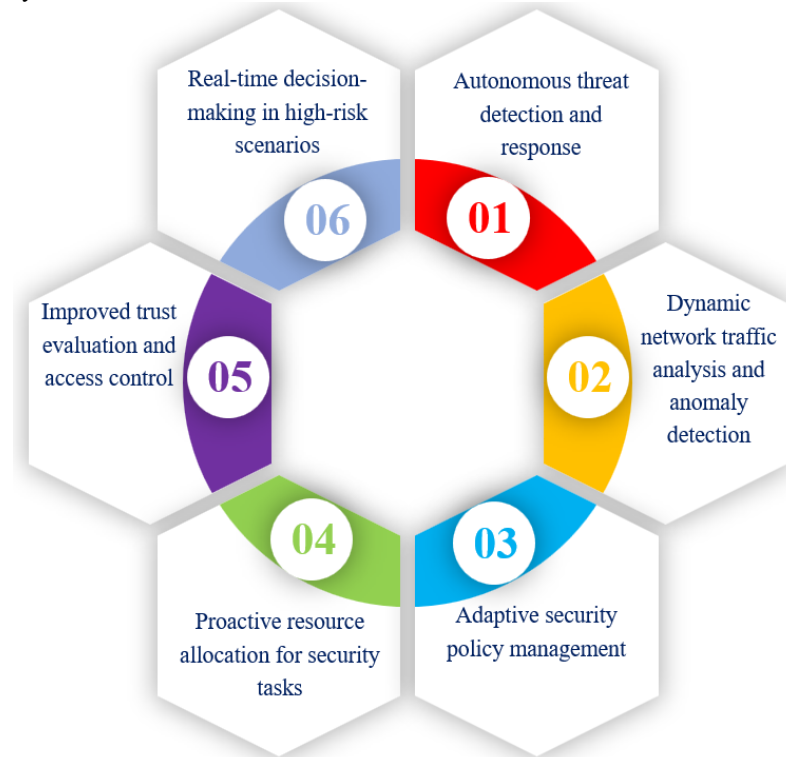 Autonomous threat
detection and
response
01
Dynamic
network traffic
analysis and
anomaly
detection
02
Adaptive security
policy management
03
Proactive resource
allocation for security
tasks
04
Improved trust
evaluation and
access control
05
Real-time decision-
making in high-risk
scenarios
06